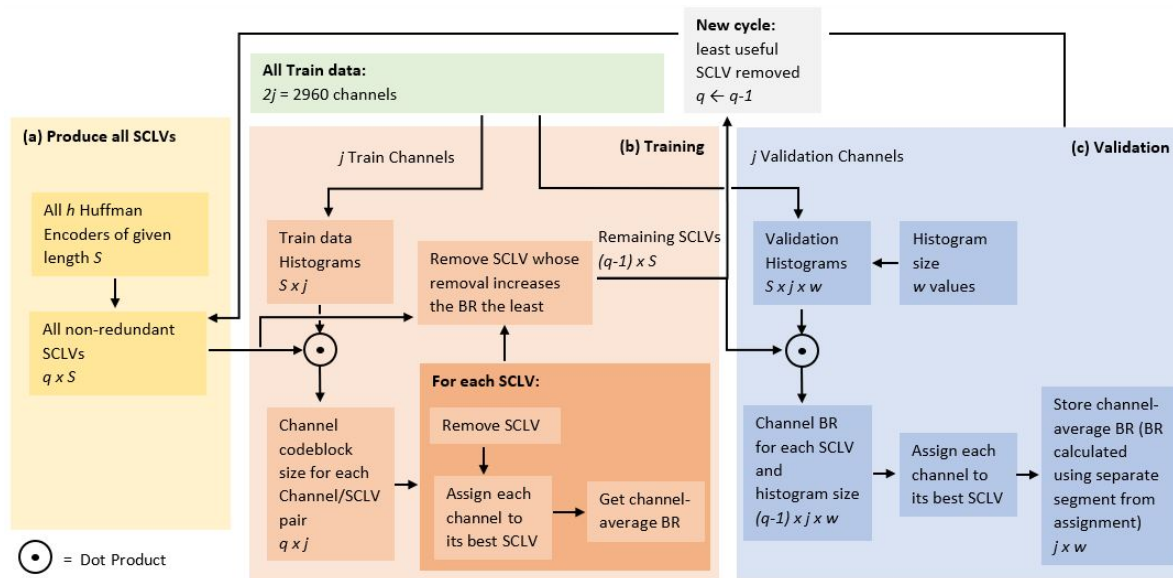 New cycle:
least useful
SCLV removed
q ← q-1
All Train data:
2j = 2960 channels
(a) Produce all SCLVs
All h Huffman
Encoders of given
length S
All non-redundant
SCLVs
q x S
(b) Training
j Train Channels
Train data
Histograms
S x j
Remove SCLV whose
removal increases
the BR the least
Remaining SCLVs
(q-1) x S
For each SCLV:
Remove SCLV
Assign each
channel to
its best SCLV
Get channel-
average BR
Channel
codeblock
size for each
Channel/SCLV
pair
q x j
(c) Validation
j Validation Channels
Validation
Histograms
S x j x w
Histogram
size
w values
Channel BR
for each SCLV
and
histogram size
(q-1) x j x w
Assign each
channel to
its best SCLV
Store channel-
average BR (BR
calculated
using separate
segment from
assignment)
j x w
= Dot Product